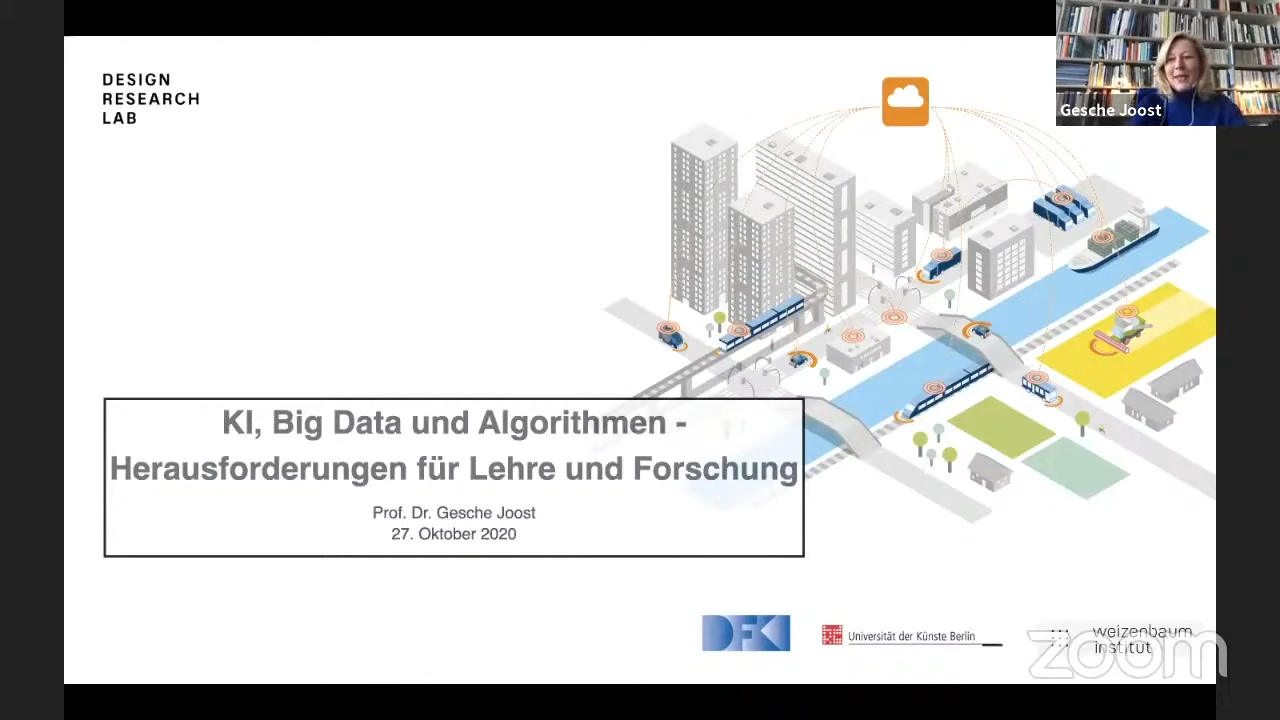 DESIGN
RESEARCH
LAB
Gesche Joost
KI, Big Data und Algorithmen -
Herausforderungen für Lehre und Forschung
Prof. Dr. Gesche Joost
27. Oktober 2020
DFKI
Universität der Künste Berlin
weizenbaum
institut
zoom